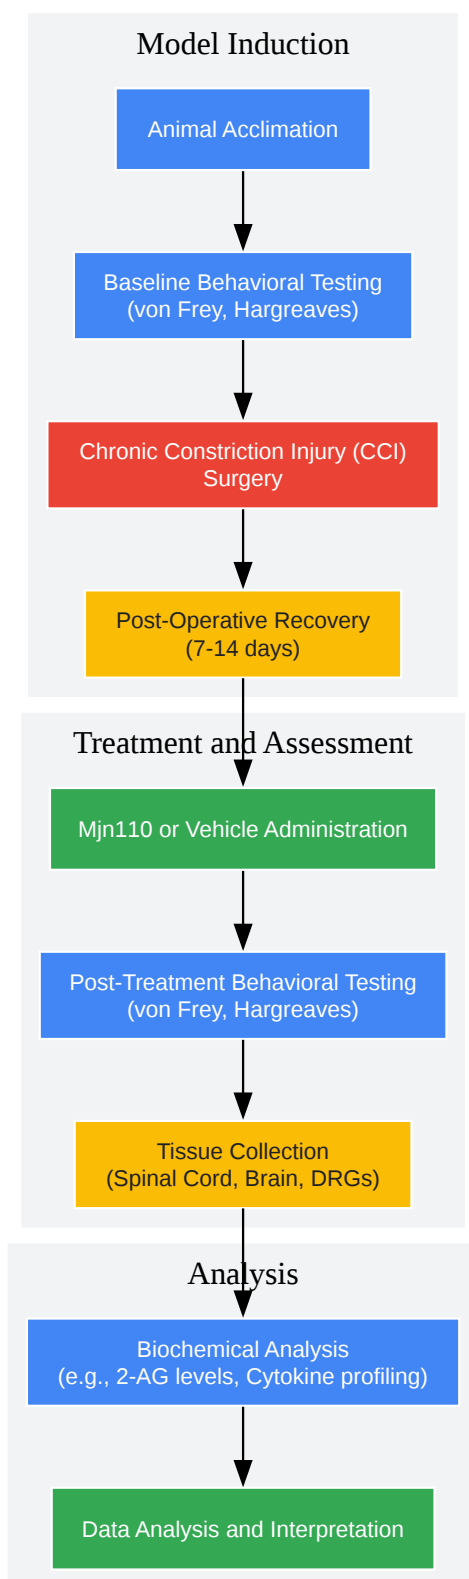 Model Induction
Animal Acclimation
Baseline Behavioral Testing
(von Frey, Hargreaves)
Chronic Constriction Injury (CCI)
Surgery
Post-Operative Recovery
(7-14 days)
Treatment and Assessment
Mjn110 or Vehicle Administration
Post-Treatment Behavioral Testing
(von Frey, Hargreaves)
Tissue Collection
(Spinal Cord, Brain, DRGs)
Analysis
Biochemical Analysis
(e.g., 2-AG levels, Cytokine profiling)
Data Analysis and Interpretation